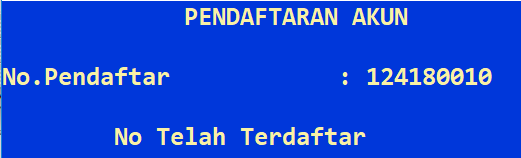 PENDAFTARAN AKUN
No.Pendaftar : 124180010
No Telah Terdaftar